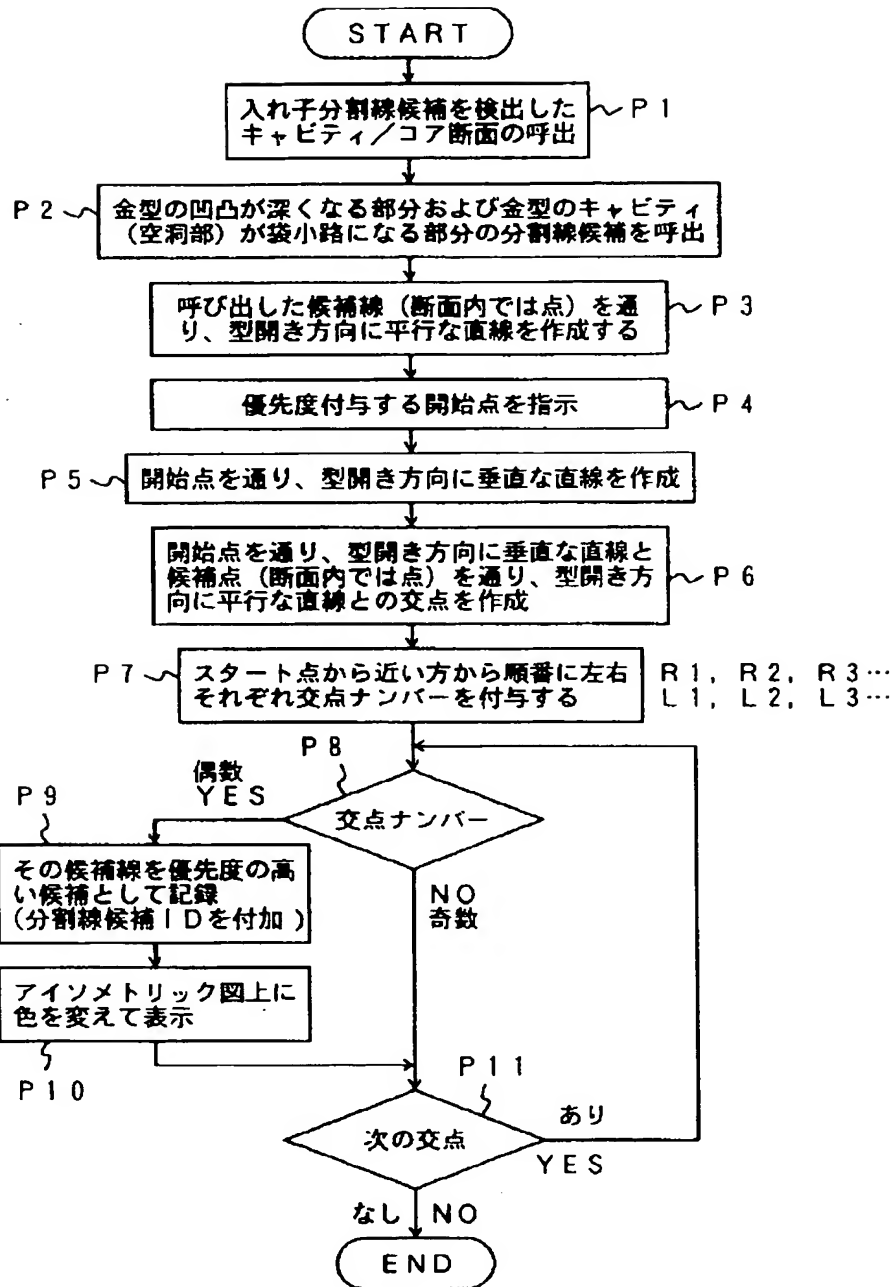 START
入れ子分割線候補を検出した
キャビティ/コア断面の呼出
P1
P2
金型の凹凸が深くなる部分および金型のキャビティ
(空洞部)が袋小路になる部分の分割線候補を呼出
呼び出した候補線(断面内では点)を通
り、型開き方向に平行な直線を作成する
P3
優先度付与する開始点を指示
P4
P5
開始点を通り、型開き方向に垂直な直線を作成
開始点を通り、型開き方向に垂直な直線と
候補点(断面内では点)を通り、型開き方
向に平行な直線との交点を作成
P6
P7
スタート点から近い方から順番に左右
それぞれ交点ナンバーを付与する
R1, R2, R3…
L1, L2, L3…
P8
偶数
YES
交点ナンバー
P9
その候補線を優先度の高
い候補として記録
(分割線候補IDを付加)
NO
奇数
アイソメトリック図上に
色を変えて表示
P10
P11
次の交点
あり
YES
なし NO
END